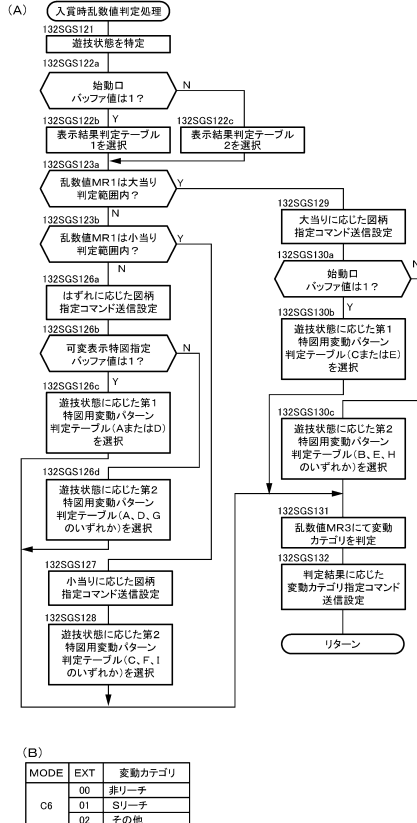 (A)
入賞時乱数値判定処理
132SGS121
遊技状態を特定
132SGS122a
始動口
バッファ値は1?
N
Y
132SGS122b
表示結果判定テーブル
1を選択
132SGS122c
表示結果判定テーブル
2を選択
132SGS123a
乱数値MR1は大当り
判定範囲内?
Y
N
132SGS123b
乱数値MR1は小当り
判定範囲内?
Y
N
132SGS126a
はずれに応じた図柄
指定コマンド送信設定
132SGS126b
可変表示特図指定
バッファ値は1?
N
Y
132SGS126c
遊技状態に応じた第1
特図用変動パターン
判定テーブル(AまたはD)
を選択
132SGS126d
遊技状態に応じた第2
特図用変動パターン
判定テーブル(A、D、G
のいずれか)を選択
132SGS127
小当りに応じた図柄
指定コマンド送信設定
132SGS128
遊技状態に応じた第2
特図用変動パターン
判定テーブル(C、F、I
のいずれか)を選択
132SGS129
大当りに応じた図柄
指定コマンド送信設定
132SGS130a
始動口
バッファ値は1?
N
Y
132SGS130b
遊技状態に応じた第1
特図用変動パターン
判定テーブル(CまたはE)
を選択
132SGS130c
遊技状態に応じた第2
特図用変動パターン
判定テーブル(B、E、H
のいずれか)を選択
132SGS131
乱数値MR3にて変動
カテゴリを判定
132SGS132
判定結果に応じた
変動カテゴリ指定コマンド
送信設定
リターン
(B)
MODE EXT 変動カテゴリ
00 非リーチ
C6 01 Sリーチ
02 その他